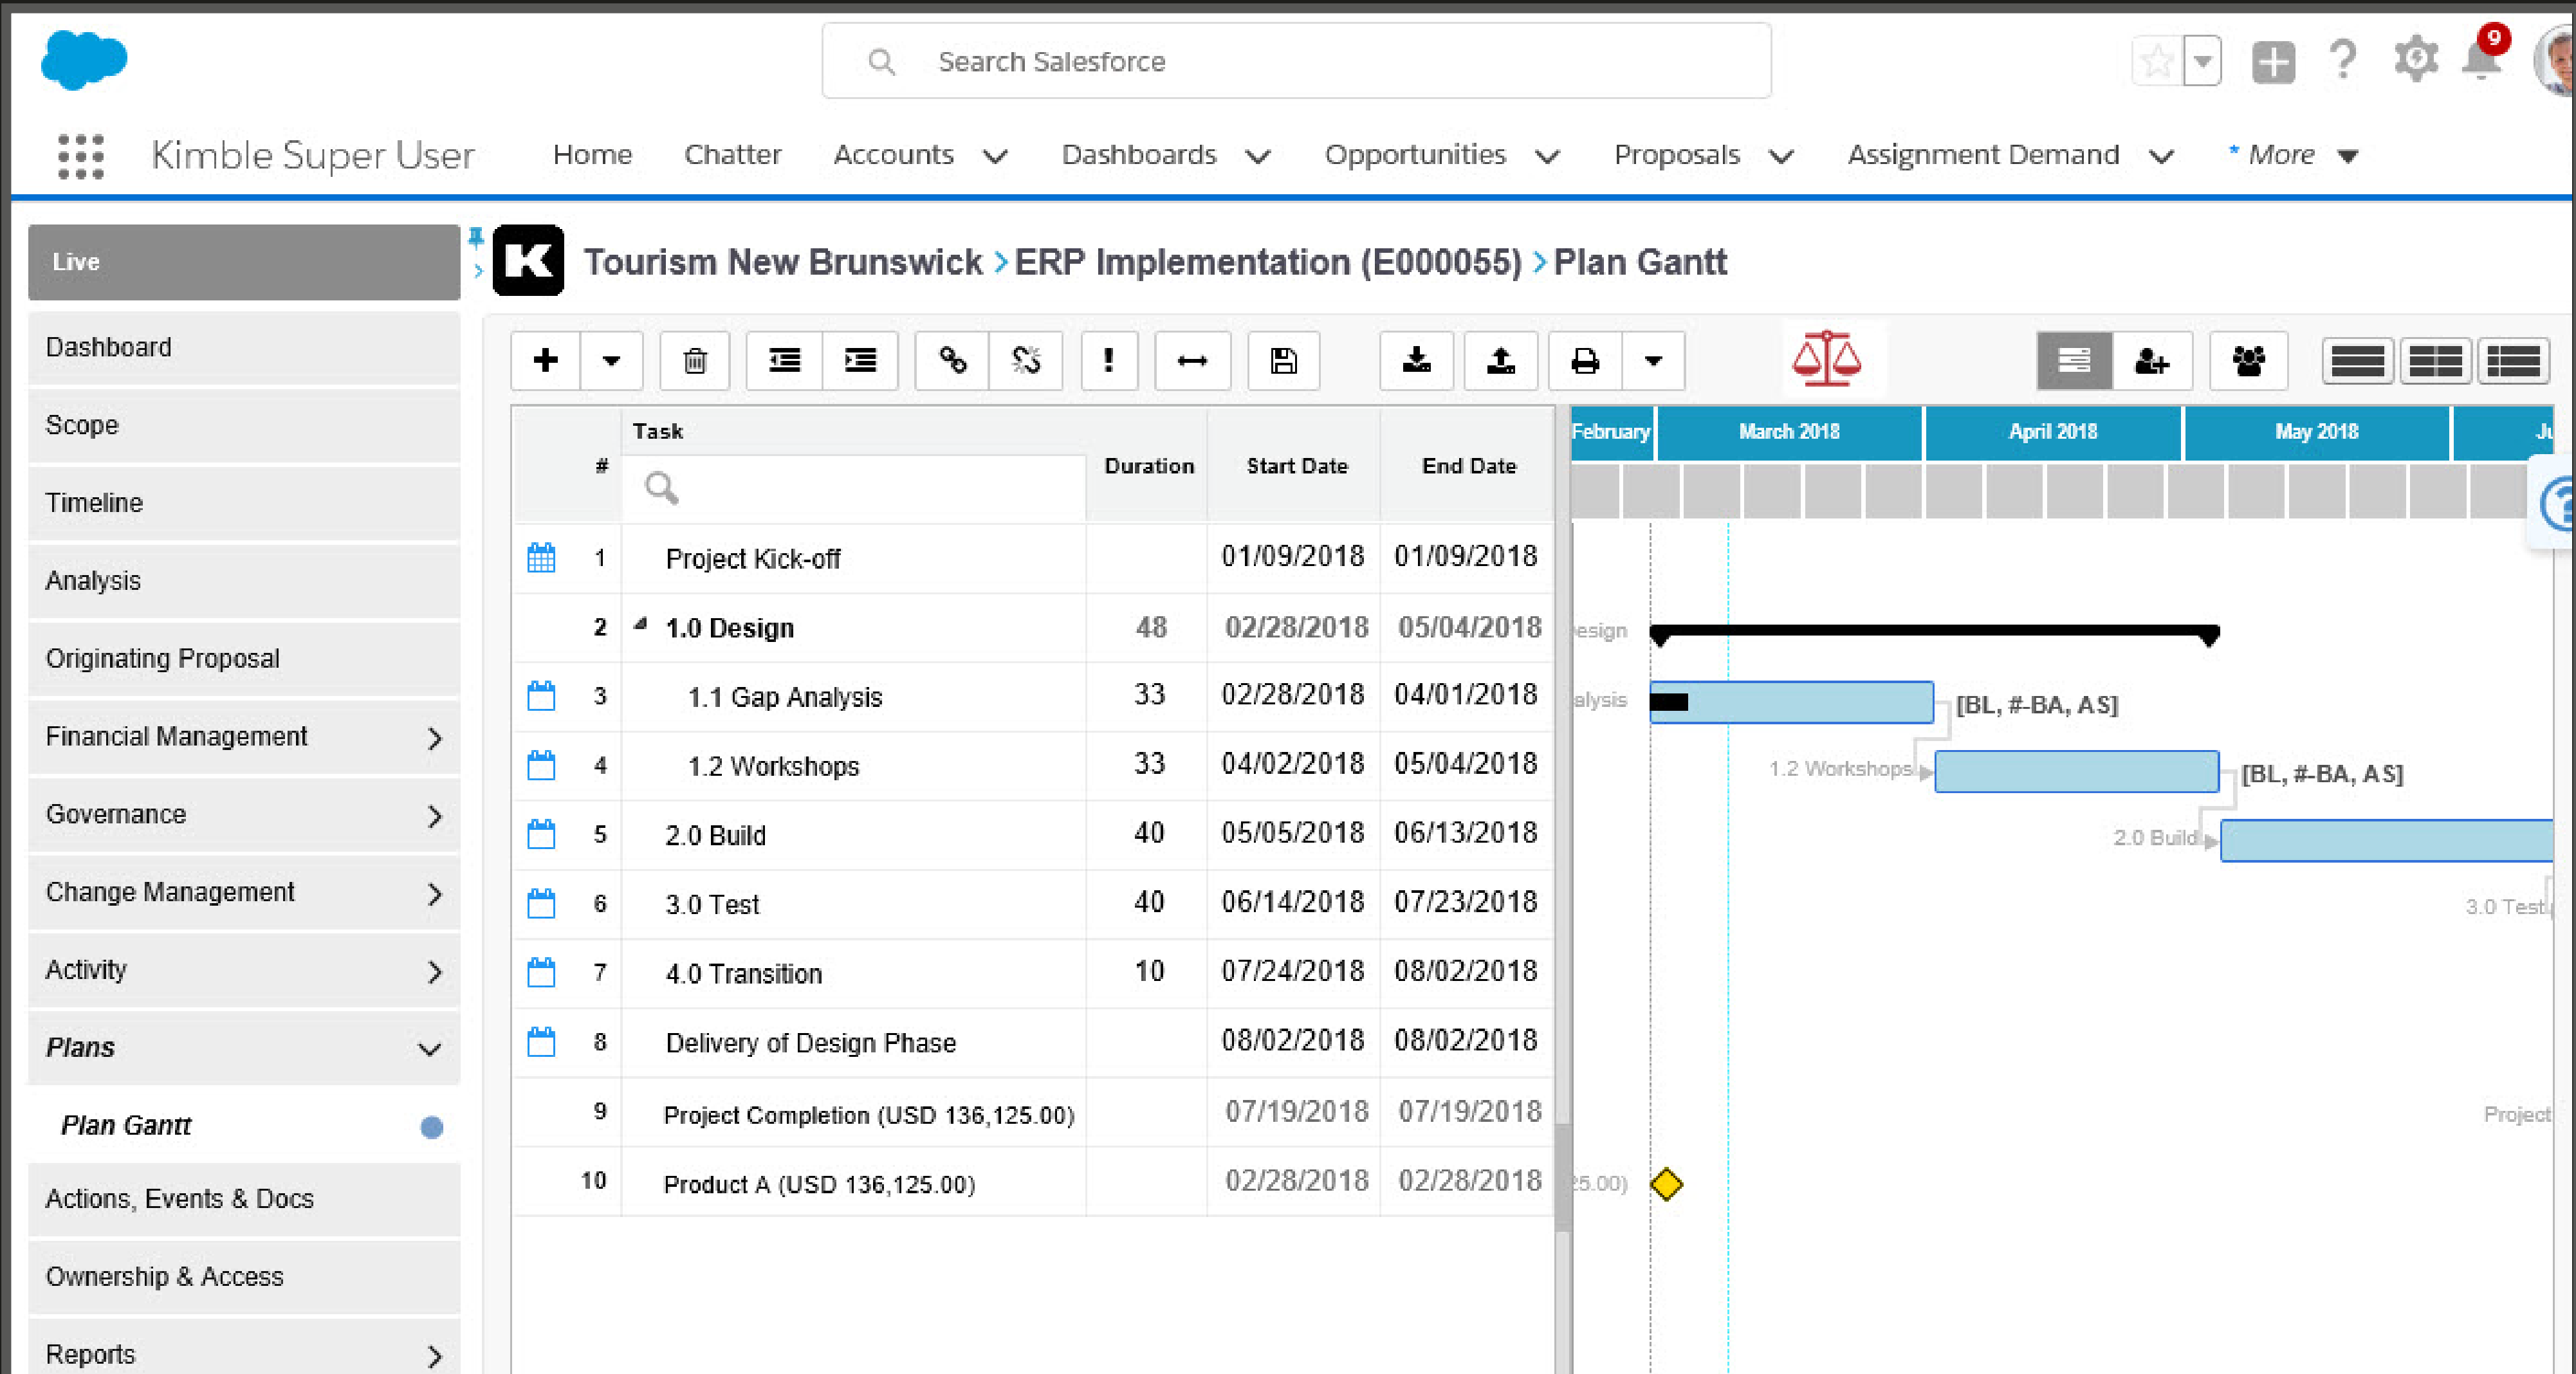 Search Salesforce
9
Kimble Super User Home Chatter Accounts Dashboards Opportunities Proposals Assignment Demand * More
Live
K Tourism New Brunswick > ERP Implementation (E000055) > Plan Gantt
Dashboard
Scope
Timeline
Analysis
Originating Proposal
Financial Management
Governance
Change Management
Activity
Plans
Plan Gantt
Actions, Events & Docs
Ownership & Access
Reports
# Task Duration Start Date End Date
1 Project Kick-off 01/09/2018 01/09/2018
2 1.0 Design 48 02/28/2018 05/04/2018
3 1.1 Gap Analysis 33 02/28/2018 04/01/2018
4 1.2 Workshops 33 04/02/2018 05/04/2018
5 2.0 Build 40 05/05/2018 06/13/2018
6 3.0 Test 40 06/14/2018 07/23/2018
7 4.0 Transition 10 07/24/2018 08/02/2018
8 Delivery of Design Phase 08/02/2018 08/02/2018
9 Project Completion (USD 136,125.00) 07/19/2018 07/19/2018
10 Product A (USD 136,125.00) 02/28/2018 02/28/2018
February March 2018 April 2018 May 2018
esign
alysis [BL, #-BA, AS]
1.2 Workshops [BL, #-BA, AS]
2.0 Build
3.0 Test
Project
25.00)